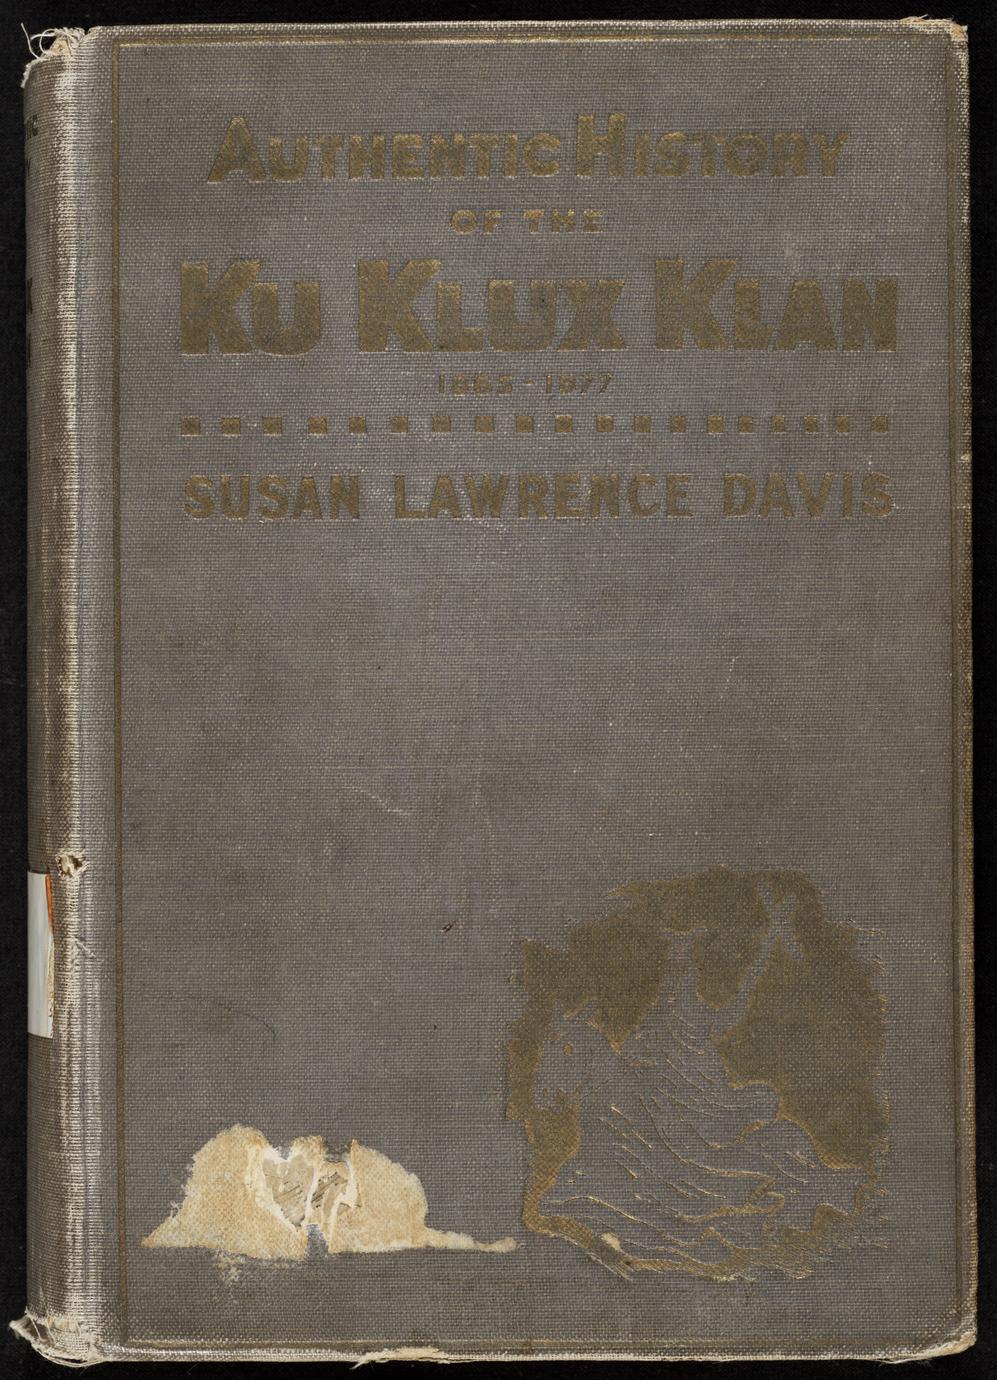 AUTHENTIC HISTORY
OF THE
KU KLUX KLAN
1865-1877
SUSAN LAWRENCE DAVIS